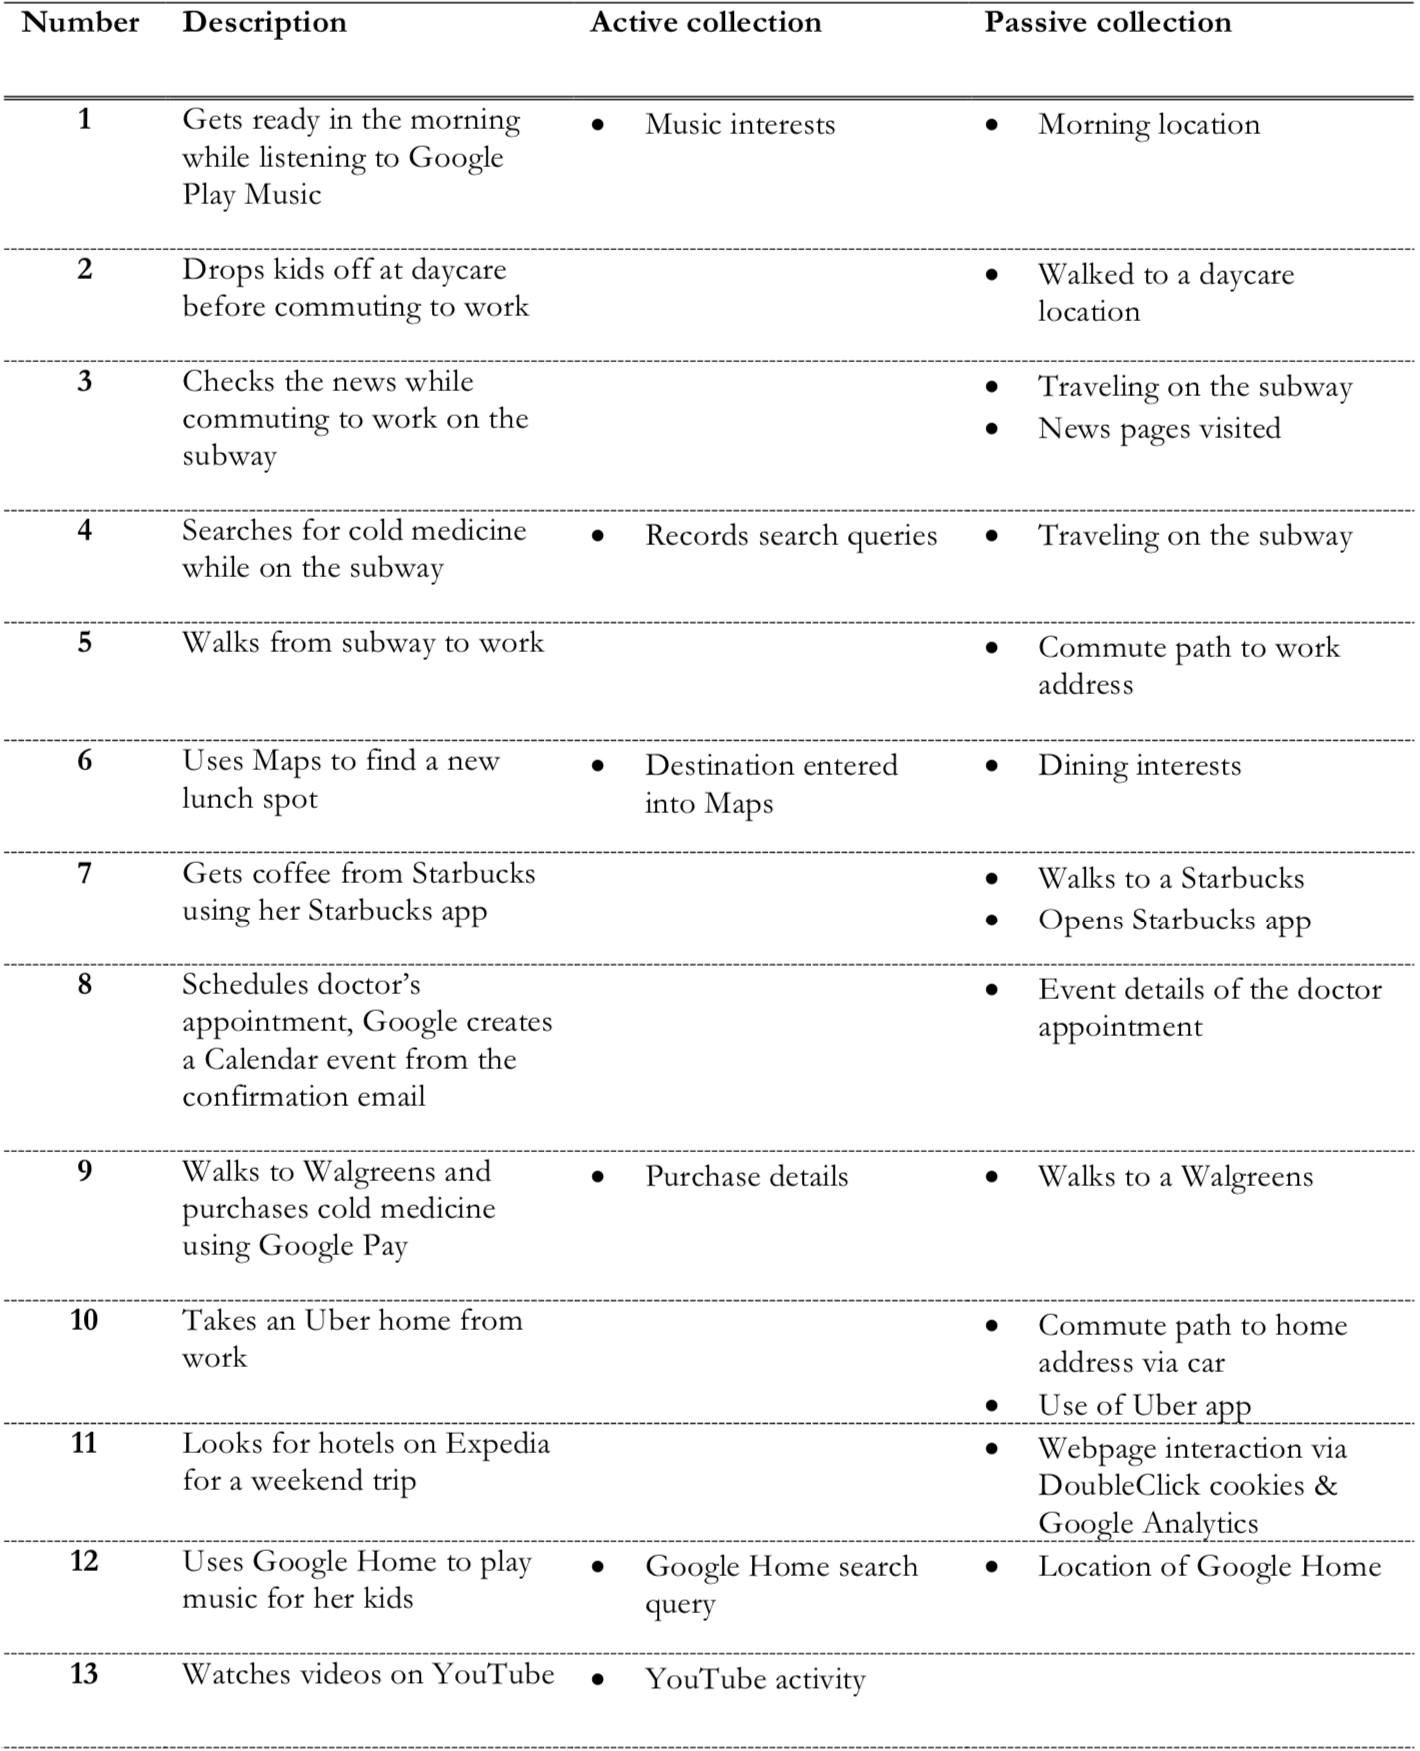 Number Description Active collection Passive collection
1 Gets ready in the morning • Music interests • Morning location
while listening to Google
Play Music
2 Drops kids off at daycare • Walked to a daycare
before commuting to work location
3 Checks the news while • Traveling on the subway
commuting to work on the • News pages visited
subway
4 Searches for cold medicine • Records search queries • Traveling on the subway
while on the subway
5 Walks from subway to work • Commute path to work
address
6 Uses Maps to find a new • Destination entered • Dining interests
lunch spot into Maps
7 Gets coffee from Starbucks • Walks to a Starbucks
using her Starbucks app • Opens Starbucks app
8 Schedules doctor’s • Event details of the doctor
appointment, Google creates appointment
a Calendar event from the
confirmation email
9 Walks to Walgreens and • Purchase details • Walks to a Walgreens
purchases cold medicine
using Google Pay
10 Takes an Uber home from • Commute path to home
work address via car
• Use of Uber app
11 Looks for hotels on Expedia • Webpage interaction via
for a weekend trip DoubleClick cookies &
Google Analytics
12 Uses Google Home to play • Google Home search • Location of Google Home
music for her kids query
13 Watches videos on YouTube • YouTube activity